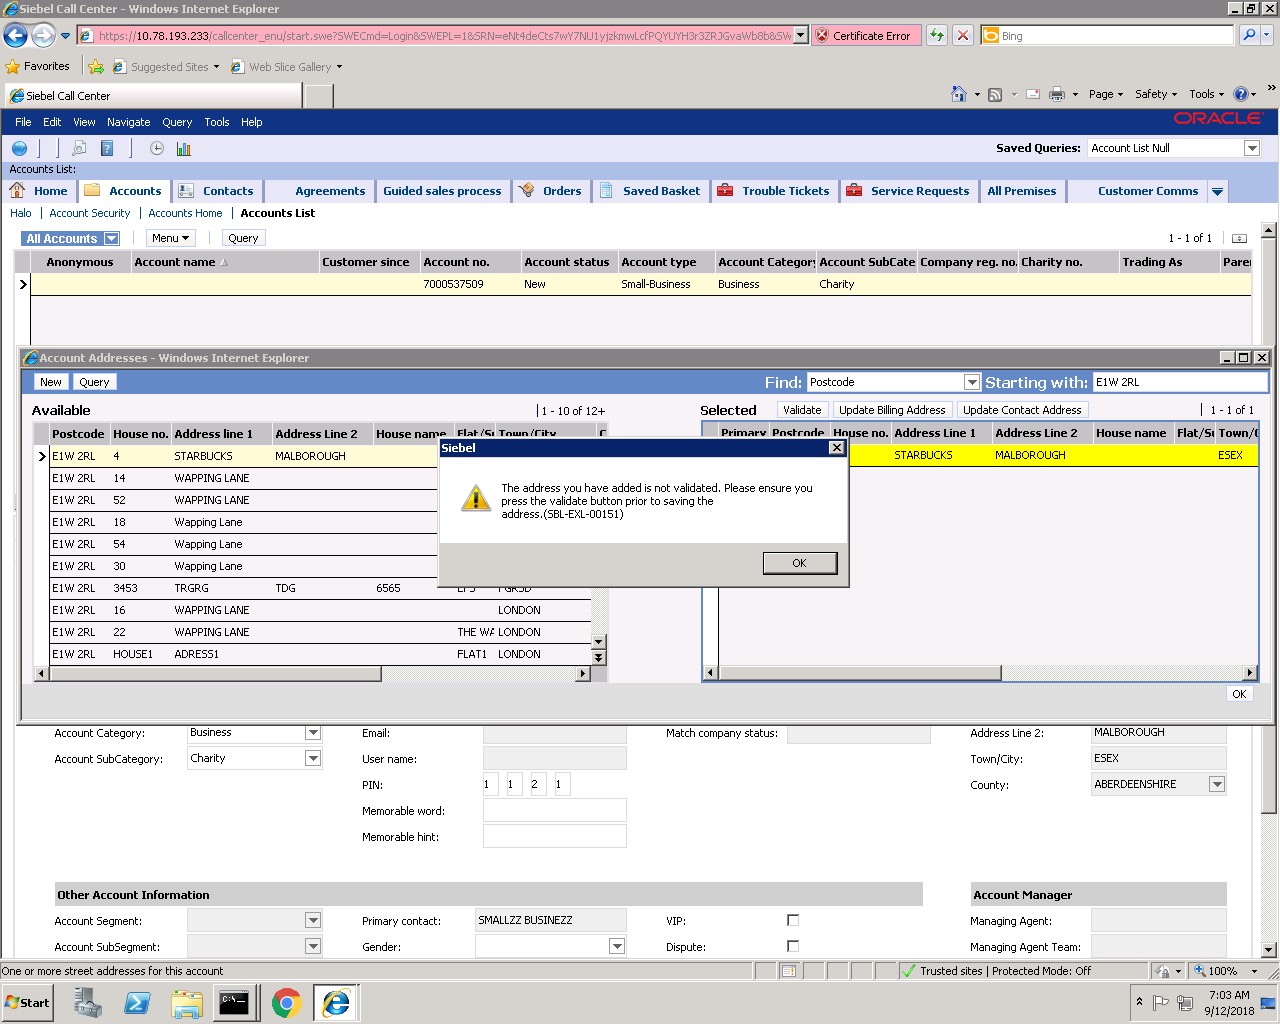 Siebel Call Center - Windows Internet Explorer
https://10.78.193.233/callcenter_enu/start.swe?SWECmd=Login&SWEPL=1&SRN=
Certificate Error
Bing
Favorites
Suggested Sites
Web Slice Gallery
Siebel Call Center
Page
Safety
Tools
File Edit View Navigate Query Tools Help
ORACLE
Saved Queries:
Account List Null
Accounts List:
Home Accounts Contacts Agreements Guided sales process Orders Saved Basket Trouble Tickets Service Requests All Premises Customer Comms
Halo | Account Security | Accounts Home | Accounts List
All Accounts Menu Query
1 - 1 of 1
Anonymous Account name Customer since Account no. Account status Account type Account Category Account SubCate Company reg. no. Charity no. Trading As Parer
7000537509 New Small-Business Business Charity
Account Addresses - Windows Internet Explorer
New Query
Find: Postcode Starting with: E1W 2RL
Available
1 - 10 of 12+
Postcode House no. Address line 1 Address Line 2 House name Flat/Su Town/City
E1W 2RL 4 STARBUCKS MALBOROUGH
E1W 2RL 14 WAPPING LANE
E1W 2RL 52 WAPPING LANE
E1W 2RL 18 Wapping Lane
E1W 2RL 54 Wapping Lane
E1W 2RL 30 Wapping Lane
E1W 2RL 3453 TRGRG TDG 6565
E1W 2RL 16 WAPPING LANE LONDON
E1W 2RL 22 WAPPING LANE THE WA LONDON
E1W 2RL HOUSE1 ADRESS1 FLAT1 LONDON
Selected Validate Update Billing Address Update Contact Address
1 - 1 of 1
Primary Postcode House no. Address Line 1 Address Line 2 House name Flat/Su Town/C
STARBUCKS MALBOROUGH ESEX
Siebel
The address you have added is not validated. Please ensure you
press the validate button prior to saving the
address.(SBL-EXL-00151)
OK
OK
Account Category: Business Email: Match company status: Address Line 2: MALBOROUGH
Account SubCategory: Charity User name: Town/City: ESEX
PIN: 1 1 2 1 County: ABERDEENSHIRE
Memorable word:
Memorable hint:
Other Account Information
Account Manager
Account Segment: Primary contact: SMALLZZ BUSINEZZ VIP: Managing Agent:
Account SubSegment: Gender: Dispute: Managing Agent Team:
One or more street addresses for this account
Trusted sites | Protected Mode: Off
100%
Start
7:03 AM
9/12/2018